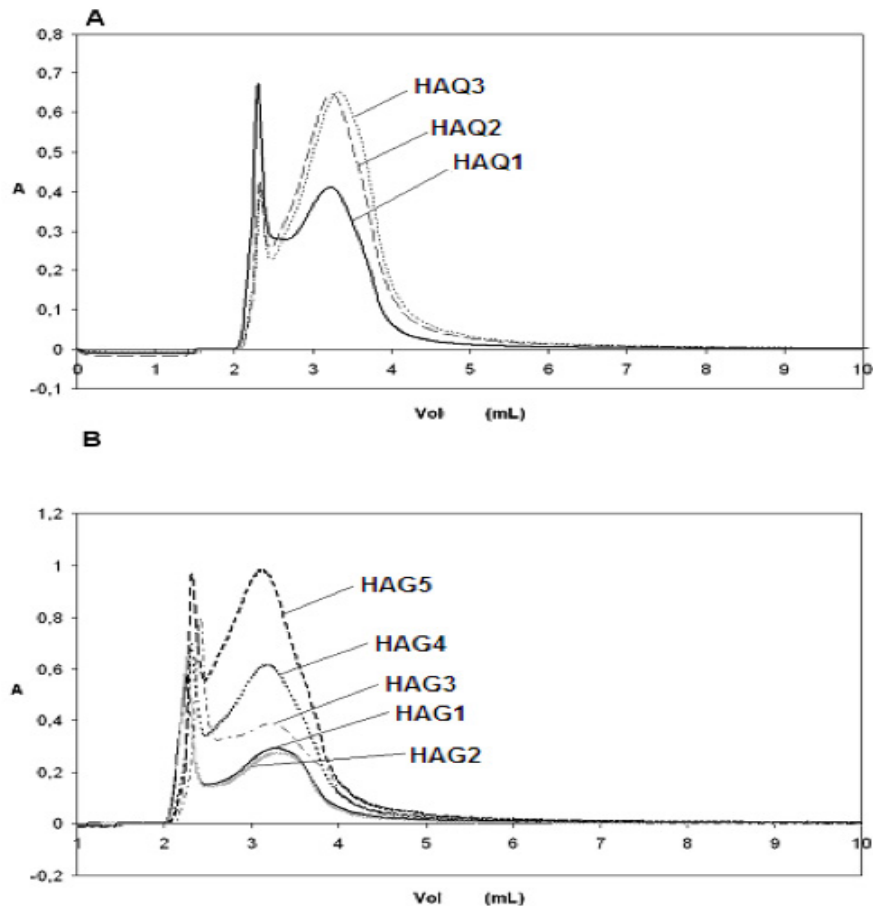 A
0,8
0,7
0,6
0,5
A 0,4
0,3
0,2
0,1
0
-0,1
0 1 2 3 4 5 6 7 8 9 10
HAQ3
HAQ2
HAQ1
Vol (mL)
B
1,2
1
0,8
0,6
A
0,4
0,2
0
-0,2
1 2 3 4 5 6 7 8 9 10
HAG5
HAG4
HAG3
HAG1
HAG2
Vol (mL)